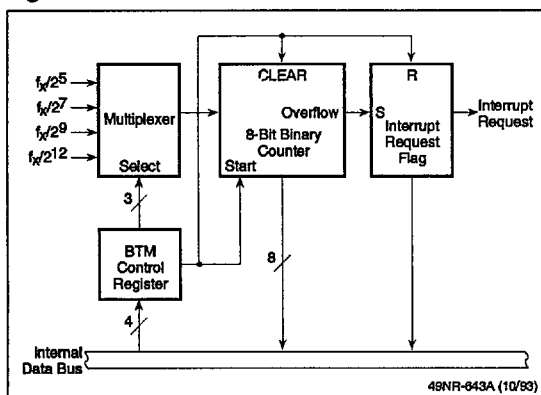 fX/2^5
fX/2^7
fX/2^9
fX/2^12
Multiplexer
Select
CLEAR
Overflow
8-Bit Binary
Counter
Start
R
S
Interrupt
Request
Flag
Interrupt
Request
3
BTM
Control
Register
8
4
Internal
Data Bus
49NR-643A (10/93)